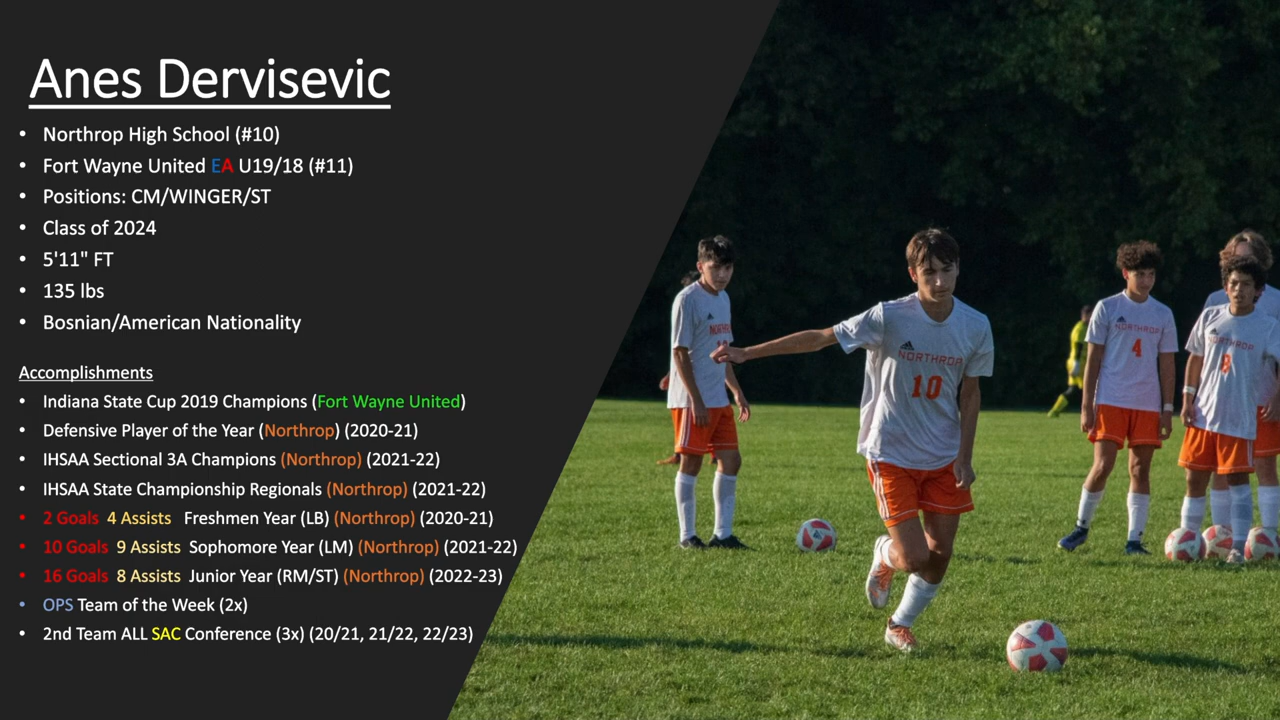 Anes Dervisevic
• Northrop High School (#10)
• Fort Wayne United EA U19/18 (#11)
• Positions: CM/WINGER/ST
• Class of 2024
• 5'11" FT
• 135 lbs
• Bosnian/American Nationality
Accomplishments
• Indiana State Cup 2019 Champions (Fort Wayne United)
• Defensive Player of the Year (Northrop) (2020-21)
• IHSAA Sectional 3A Champions (Northrop) (2021-22)
• IHSAA State Championship Regionals (Northrop) (2021-22)
• 2 Goals 4 Assists Freshmen Year (LB) (Northrop) (2020-21)
• 10 Goals 9 Assists Sophomore Year (LM) (Northrop) (2021-22)
• 16 Goals 8 Assists Junior Year (RM/ST) (Northrop) (2022-23)
• OPS Team of the Week (2x)
• 2nd Team ALL SAC Conference (3x) (20/21, 21/22, 22/23)
NORTHROP
10
NORTHROP
4
NORTHROP